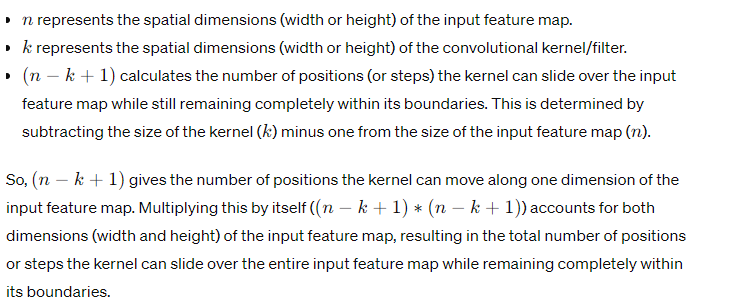 • n represents the spatial dimensions (width or height) of the input feature map.
• k represents the spatial dimensions (width or height) of the convolutional kernel/filter.
• (n − k + 1) calculates the number of positions (or steps) the kernel can slide over the input
feature map while still remaining completely within its boundaries. This is determined by
subtracting the size of the kernel (k) minus one from the size of the input feature map (n).
So, (n − k + 1) gives the number of positions the kernel can move along one dimension of the
input feature map. Multiplying this by itself ((n − k + 1) ∗ (n − k + 1)) accounts for both
dimensions (width and height) of the input feature map, resulting in the total number of positions
or steps the kernel can slide over the entire input feature map while remaining completely within
its boundaries.